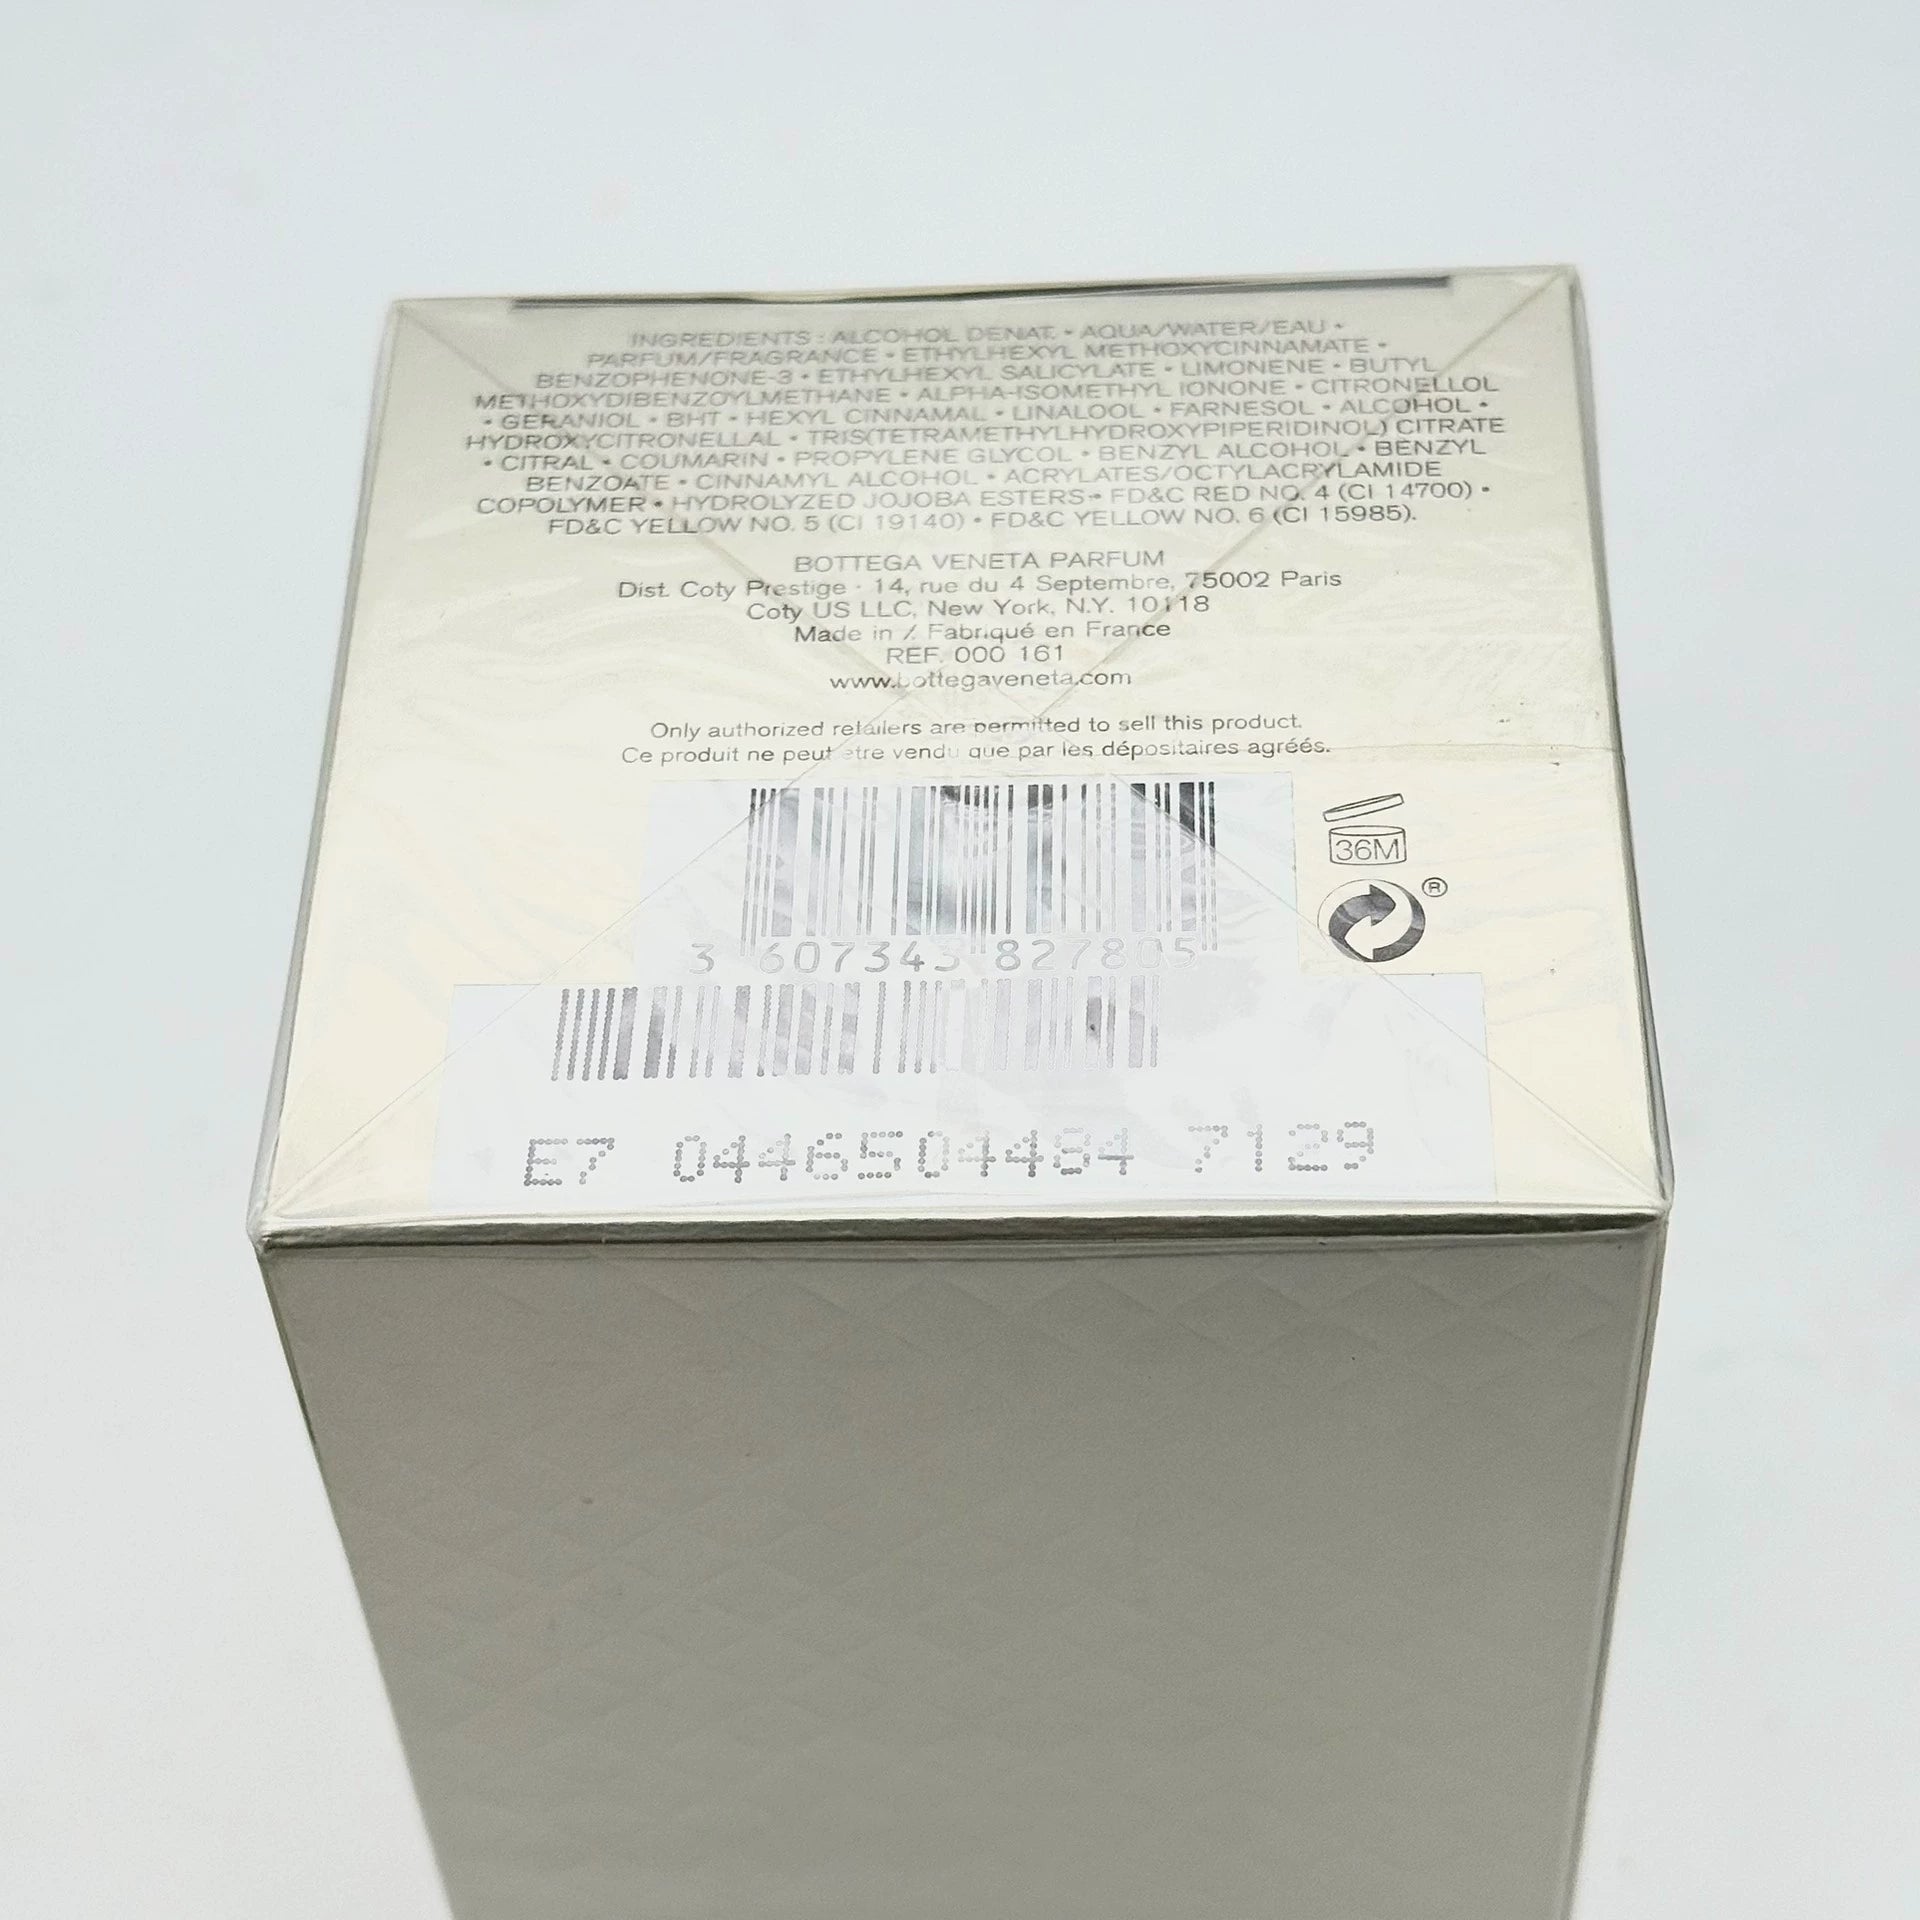 INGREDIENTS : ALCOHOL DENAT. • AQUA/WATER/EAU •
PARFUM/FRAGRANCE • ETHYLHEXYL METHOXYCINNAMATE •
BENZOPHENONE-3 • ETHYLHEXYL SALICYLATE • LIMONENE • BUTYL
METHOXYDIBENZOYLMETHANE • ALPHA-ISOMETHYL IONONE • CITRONELLOL
• GERANIOL • BHT • HEXYL CINNAMAL • LINALOOL • FARNESOL • ALCOHOL •
HYDROXYCITRONELLAL • TRIS(TETRAMETHYLHYDROXYPIPERIDINOL) CITRATE
• CITRAL • COUMARIN • PROPYLENE GLYCOL • BENZYL ALCOHOL • BENZYL
BENZOATE • CINNAMYL ALCOHOL • ACRYLATES/OCTYLACRYLAMIDE
COPOLYMER • HYDROLYZED JOJOBA ESTERS • FD&C RED NO. 4 (CI 14700) •
FD&C YELLOW NO. 5 (CI 19140) • FD&C YELLOW NO. 6 (CI 15985).
BOTTEGA VENETA PARFUM
Dist. Coty Prestige · 14, rue du 4 Septembre, 75002 Paris
Coty US LLC, New York, N.Y. 10118
Made in / Fabriqué en France
REF. 000 161
www.bottegaveneta.com
Only authorized retailers are permitted to sell this product.
Ce produit ne peut etre vendu que par les dépositaires agréés.
36M
®
3 607343 827805
E7 0446504484 7129